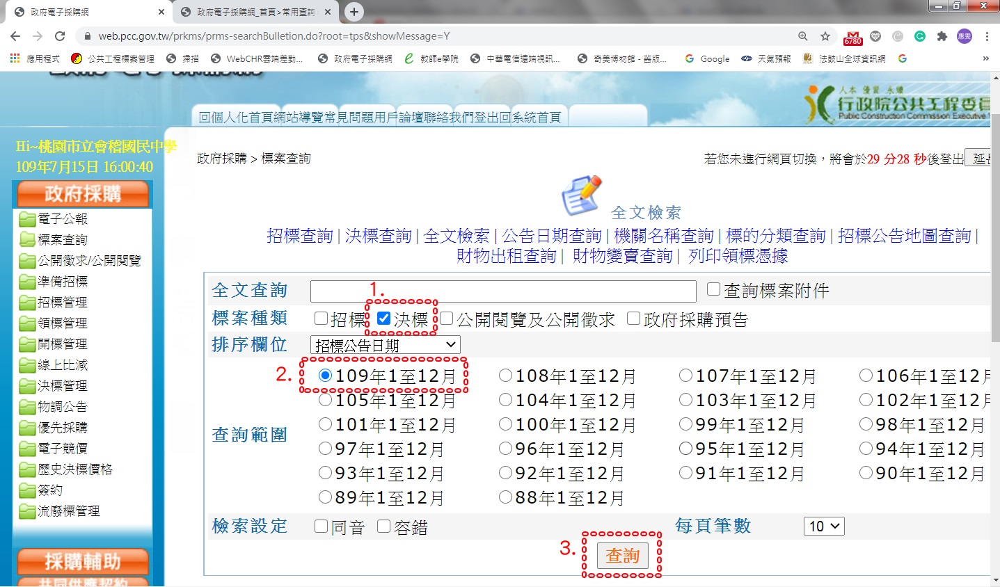 政府電子採購網
政府電子採購網_首頁>常用查詢
web.pcc.gov.tw/prkms/prms-searchBulletion.do?root=tps&showMessage=Y
6780
惠雯
應用程式 公共工程標案管理 掃描 WebCHR雲端差勤... 政府電子採購網 教師e學院 中華電信遠端視訊... 奇美博物館 - 舊版... Google 天氣預報 法鼓山全球資訊網 »
人本 優質 永續
行政院公共工程委員
Public Construction Commission Executive
回個人化首頁網站導覽常見問題用戶論壇聯絡我們登出回系統首頁
Hi~桃園市立會稽國民中學
109年7月15日 16:00:40
政府採購 > 標案查詢
若您未進行網頁切換，將會於29 分28 秒後登出 延長
政府採購
電子公報
標案查詢
公開徵求/公開閱覽
準備招標
招標管理
領標管理
開標管理
線上比減
決標管理
物調公告
優先採購
電子競價
歷史決標價格
簽約
流廢標管理
採購輔助
共同供應契約
全文檢索
招標查詢 | 決標查詢 | 全文檢索 | 公告日期查詢 | 機關名稱查詢 | 標的分類查詢 | 招標公告地圖查詢 |
財物出租查詢 | 財物變賣查詢 | 列印領標憑據
1.
全文查詢 查詢標案附件
標案種類 招標 決標 公開閱覽及公開徵求 政府採購預告
排序欄位 招標公告日期
2.
查詢範圍
109年1至12月 108年1至12月 107年1至12月 106年1至12月
105年1至12月 104年1至12月 103年1至12月 102年1至12月
101年1至12月 100年1至12月 99年1至12月 98年1至12月
97年1至12月 96年1至12月 95年1至12月 94年1至12月
93年1至12月 92年1至12月 91年1至12月 90年1至12月
89年1至12月 88年1至12月
檢索設定 同音 容錯 每頁筆數 10
3.
查詢